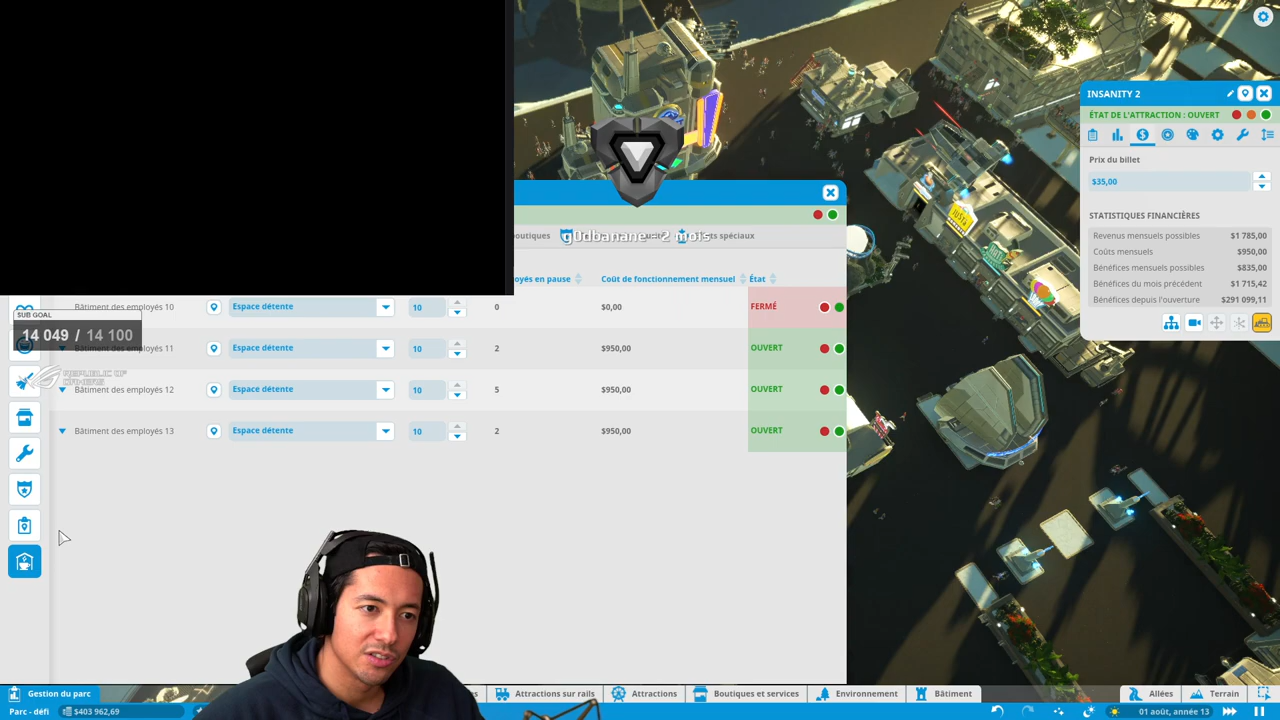 INSANITY 2
ÉTAT DE L'ATTRACTION : OUVERT
Prix du billet
$35,00
STATISTIQUES FINANCIÈRES
Revenus mensuels possibles $1 785,00
Coûts mensuels $950,00
Bénéfices mensuels possibles $835,00
Bénéfices du mois précédent $1 715,42
Bénéfices depuis l'ouverture $291 099,11
g0dbanane - 2 mois
outiques
ts spéciaux
oyés en pause Coût de fonctionnement mensuel État
Bâtiment des employés 10 Espace détente 10 0 $0,00 FERMÉ
SUB GOAL
14 049 / 14 100
Bâtiment des employés 11 Espace détente 10 2 $950,00 OUVERT
REPUBLIC OF
GAMERS
Bâtiment des employés 12 Espace détente 10 5 $950,00 OUVERT
Bâtiment des employés 13 Espace détente 10 2 $950,00 OUVERT
Gestion du parc
s Attractions sur rails Attractions Boutiques et services Environnement Bâtiment Allées Terrain
Parc - défi $403 962,69 01 août, année 13